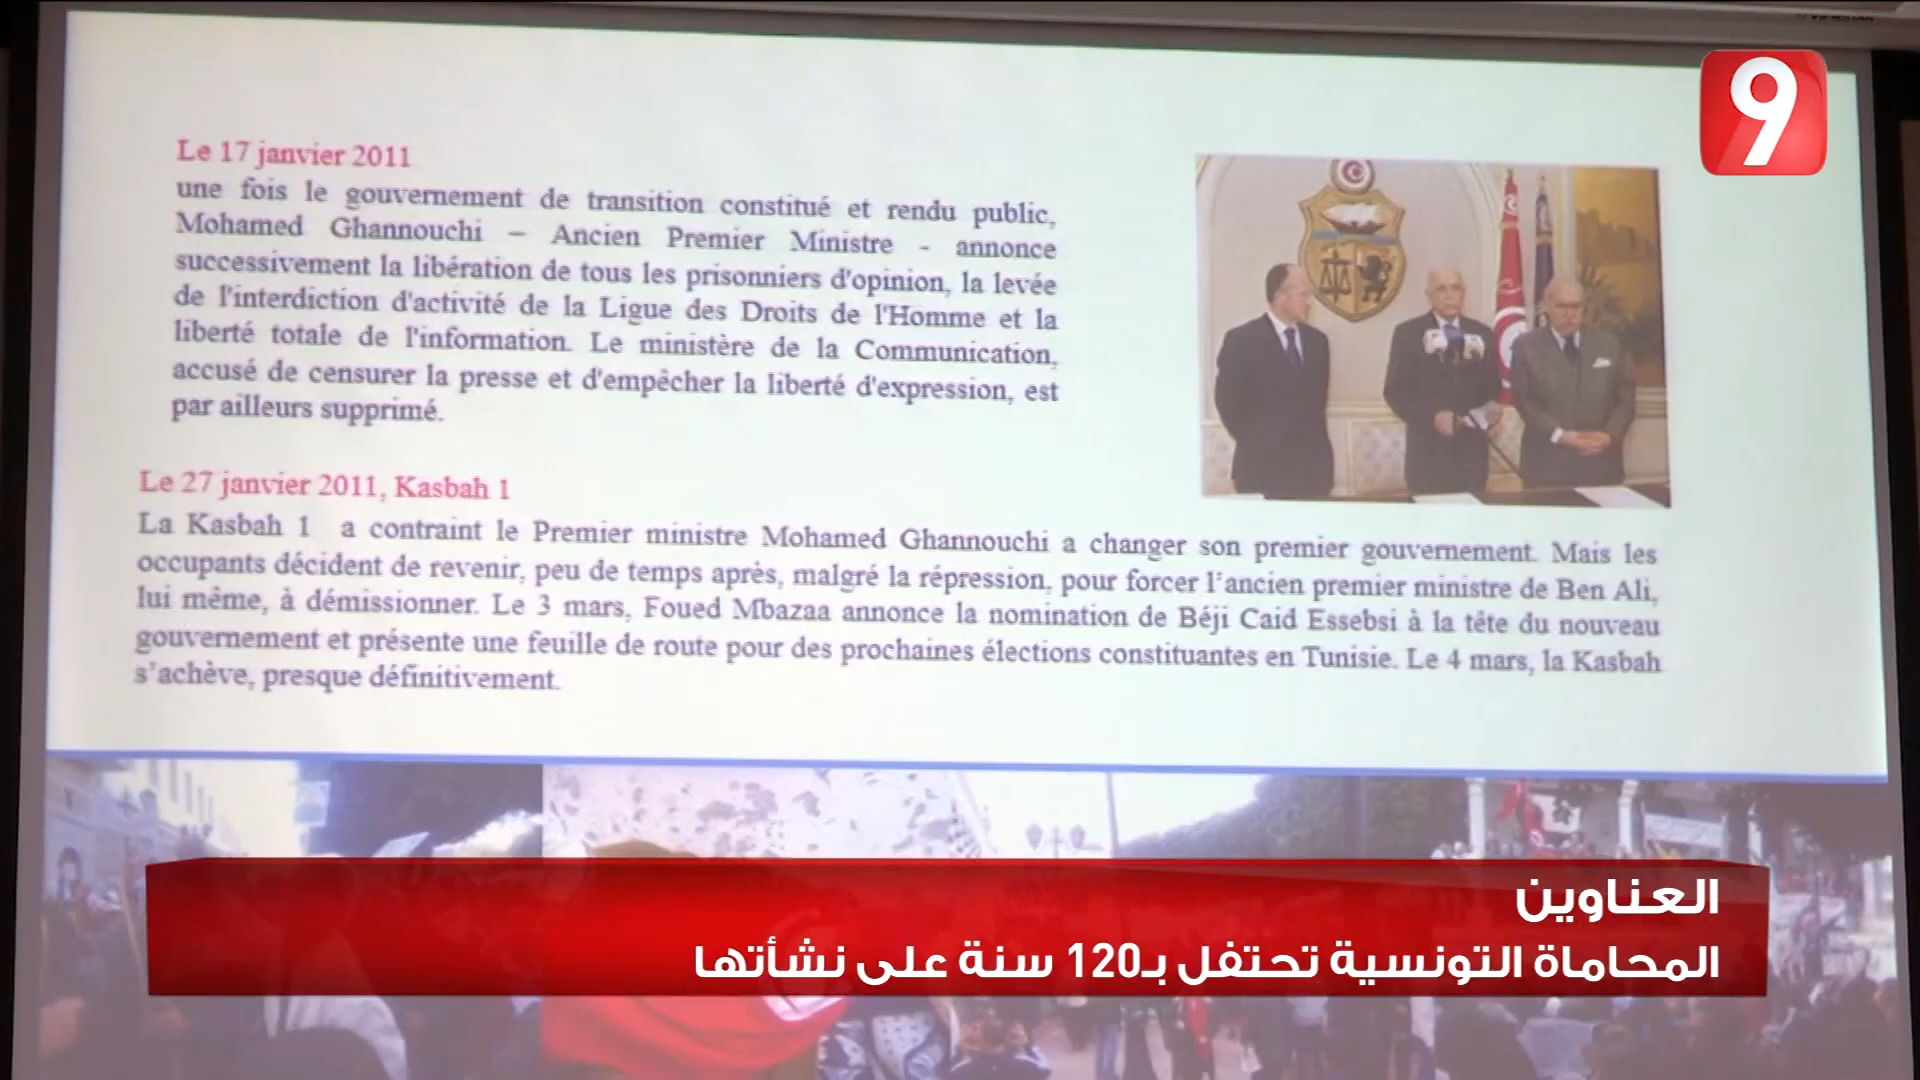 9
Le 17 janvier 2011
une fois le gouvernement de transition constitué et rendu public,
Mohamed Ghannouchi – Ancien Premier Ministre - annonce
successivement la libération de tous les prisonniers d'opinion, la levée
de l'interdiction d'activité de la Ligue des Droits de l'Homme et la
liberté totale de l'information. Le ministère de la Communication,
accusé de censurer la presse et d'empêcher la liberté d'expression, est
par ailleurs supprimé.
Le 27 janvier 2011, Kasbah 1
La Kasbah 1 a contraint le Premier ministre Mohamed Ghannouchi a changer son premier gouvernement. Mais les
occupants décident de revenir, peu de temps après, malgré la répression, pour forcer l'ancien premier ministre de Ben Ali,
lui même, à démissionner. Le 3 mars, Foued Mbazaa annonce la nomination de Béji Caid Essebsi à la tête du nouveau
gouvernement et présente une feuille de route pour des prochaines élections constituantes en Tunisie. Le 4 mars, la Kasbah
s'achève, presque définitivement.
العناوين
المحاماة التونسية تحتفل بـ120 سنة على نشأتها